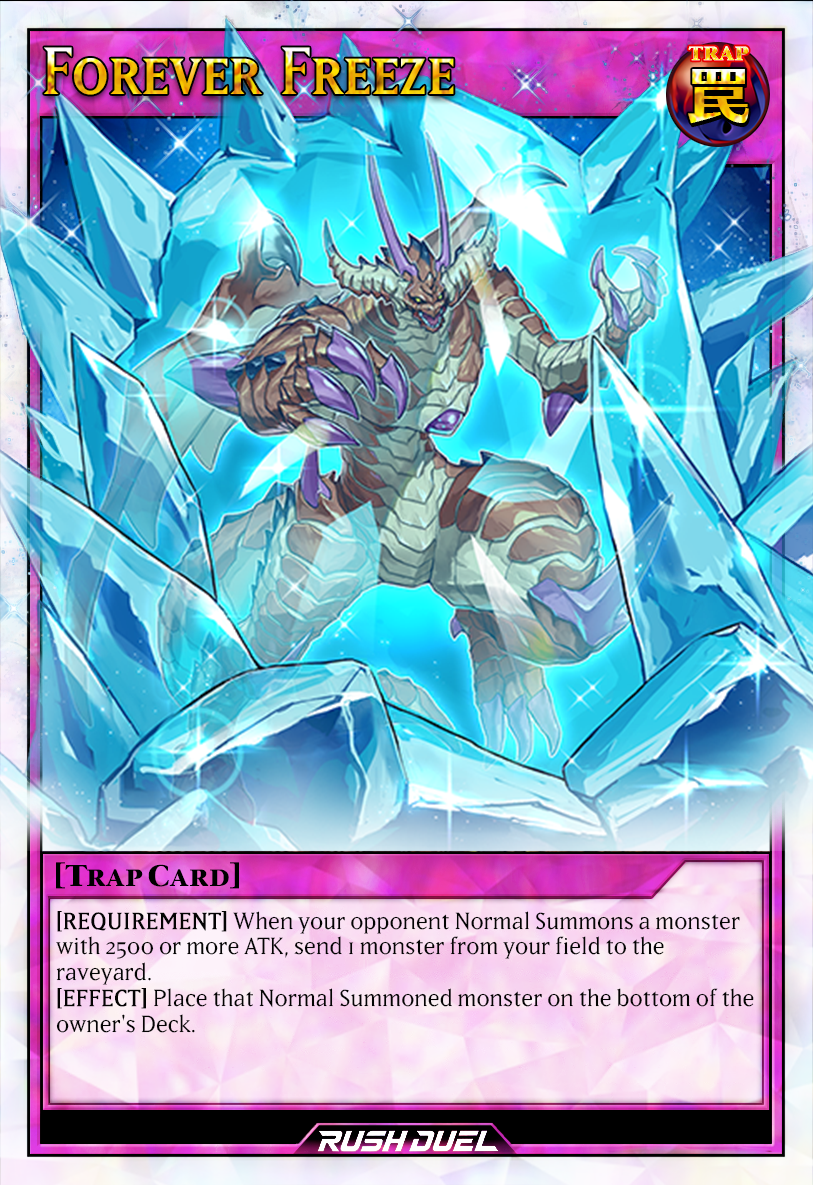 Forever Freeze
TRAP
罠
[Trap Card]
[REQUIREMENT] When your opponent Normal Summons a monster
with 2500 or more ATK, send 1 monster from your field to the
raveyard.
[EFFECT] Place that Normal Summoned monster on the bottom of the
owner's Deck.
RUSH DUEL